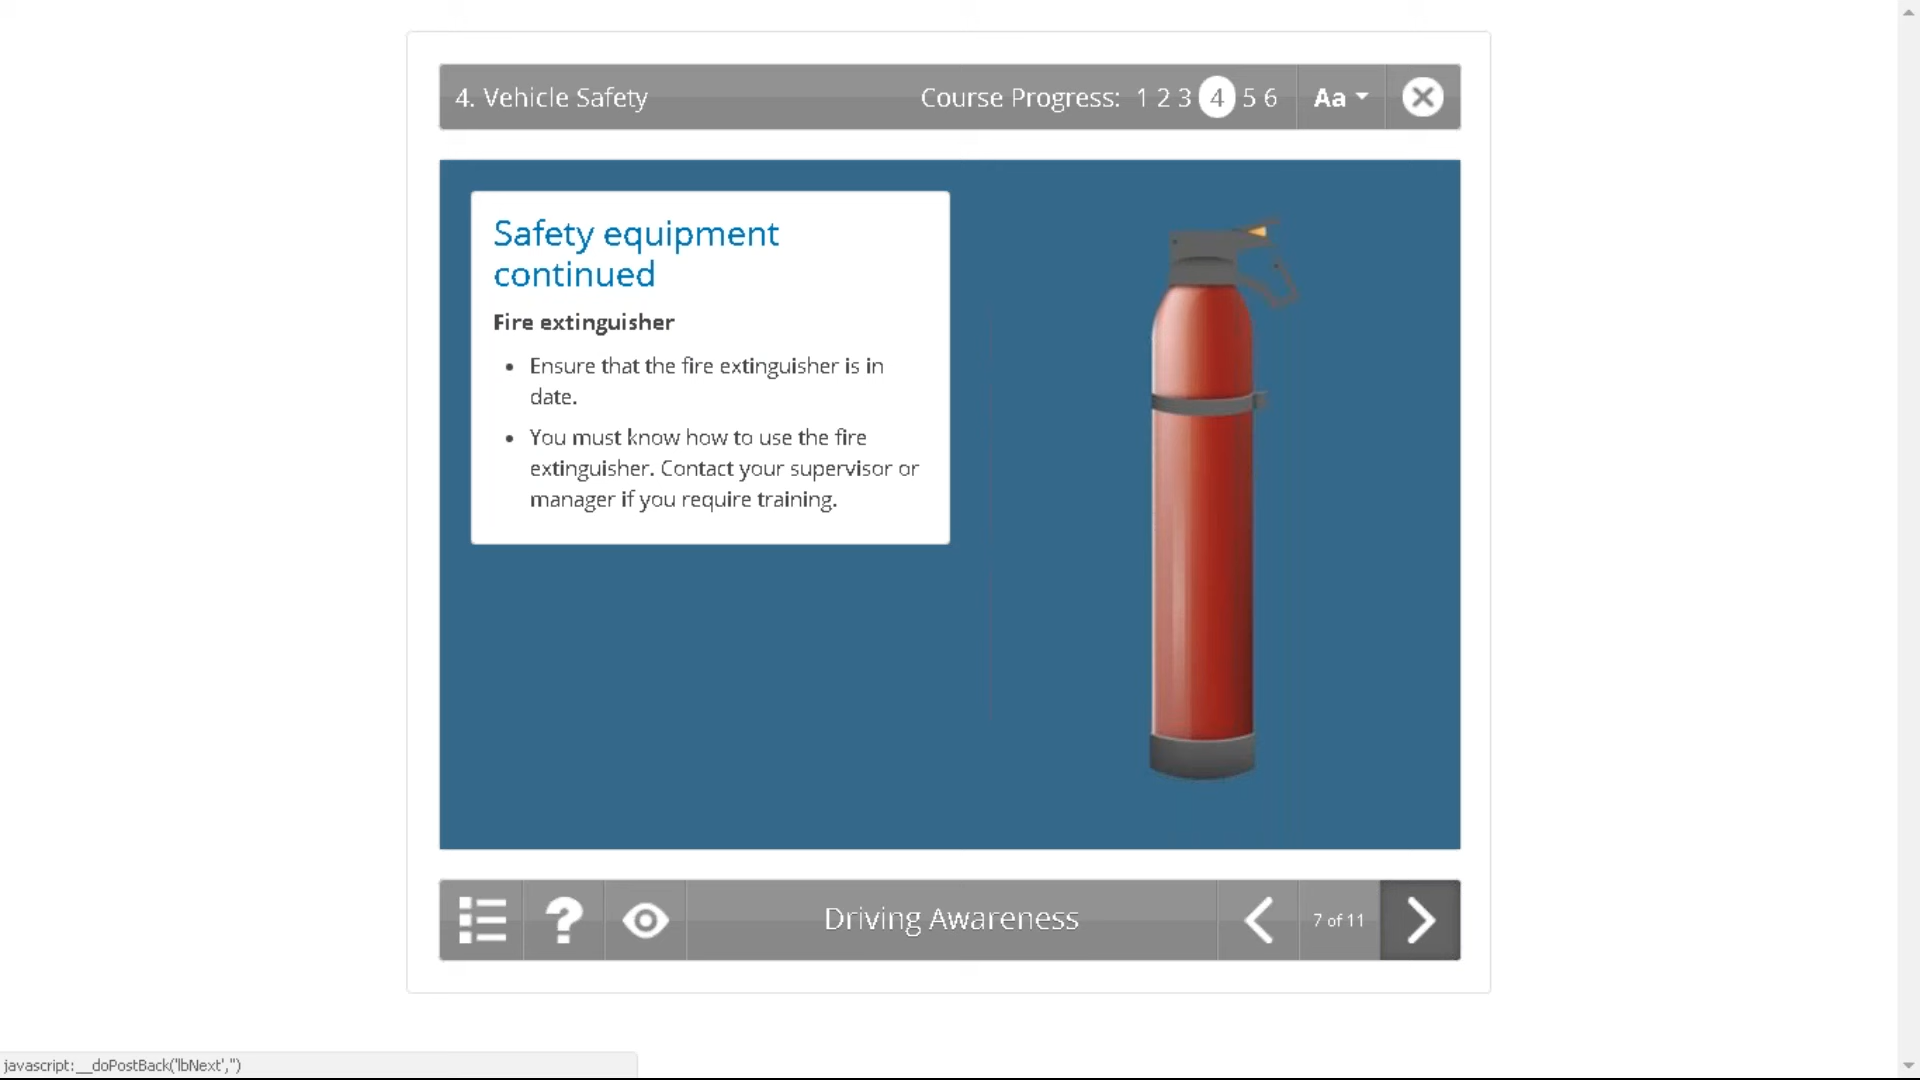 4. Vehicle Safety
Course Progress: 1 2 3 4 5 6
Aa
Safety equipment
continued
Fire extinguisher
• Ensure that the fire extinguisher is in
date.
• You must know how to use the fire
extinguisher. Contact your supervisor or
manager if you require training.
?
Driving Awareness
7 of 11
javascript:__doPostBack('lbNext','')